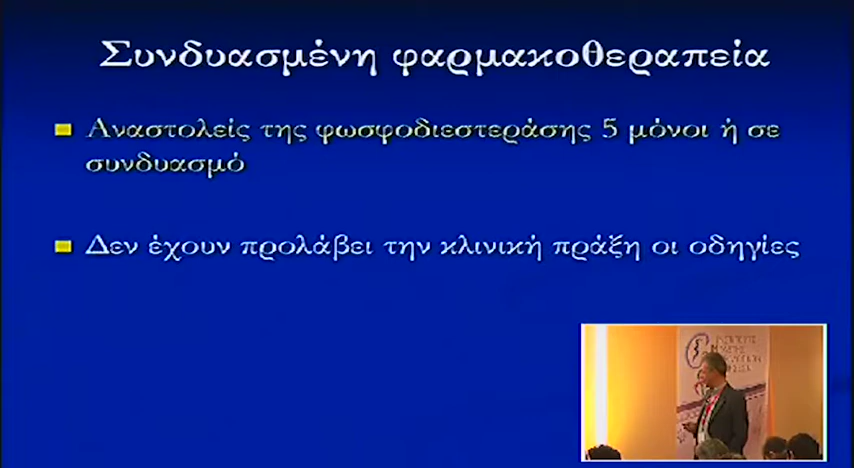 Συνδυασμένη φαρμακοθεραπεία
Αναστολείς της φωσφοδιεστεράσης 5 μόνοι ή σε
συνδυασμό
Δεν έχουν προλάβει την κλινική πράξη οι οδηγίες